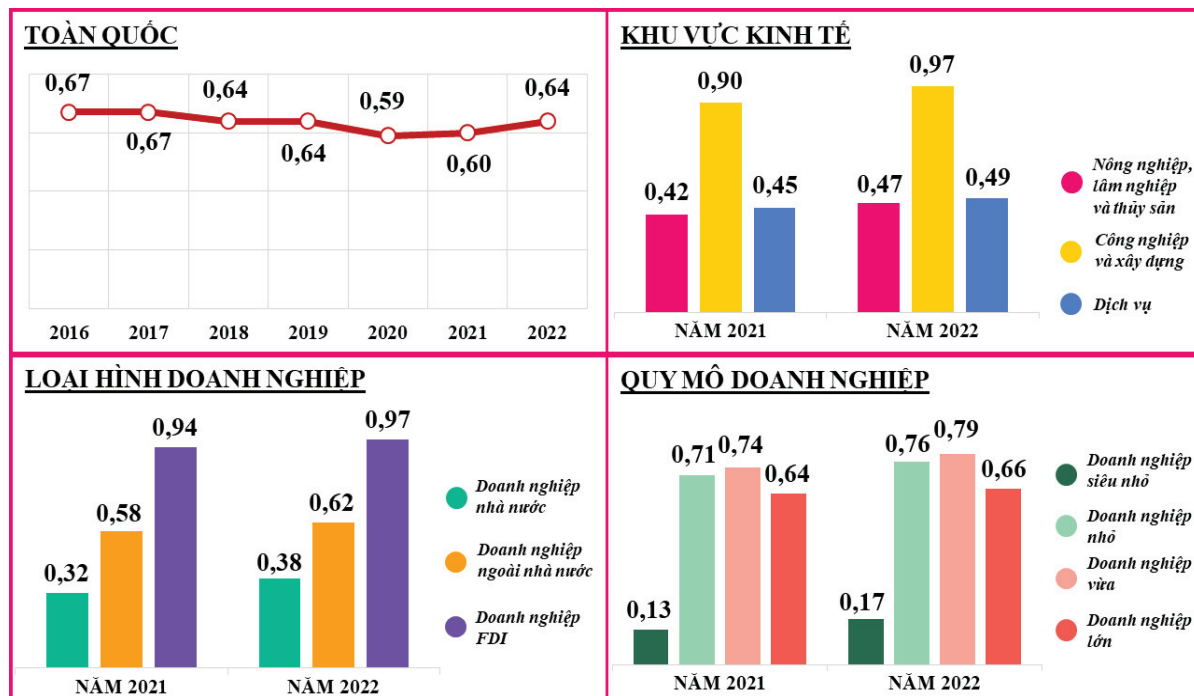 TOÀN QUỐC
0,67
0,67
0,64
0,64
0,59
0,60
0,64
2016 2017 2018 2019 2020 2021 2022
KHU VỰC KINH TẾ
0,42
0,90
0,45
0,47
0,97
0,49
NĂM 2021
NĂM 2022
Nông nghiệp,
lâm nghiệp
và thủy sản
Công nghiệp
và xây dựng
Dịch vụ
LOẠI HÌNH DOANH NGHIỆP
0,32
0,58
0,94
0,38
0,62
0,97
NĂM 2021
NĂM 2022
Doanh nghiệp
nhà nước
Doanh nghiệp
ngoài nhà nước
Doanh nghiệp
FDI
QUY MÔ DOANH NGHIỆP
0,13
0,71
0,74
0,64
0,17
0,76
0,79
0,66
NĂM 2021
NĂM 2022
Doanh nghiệp
siêu nhỏ
Doanh nghiệp
nhỏ
Doanh nghiệp
vừa
Doanh nghiệp
lớn